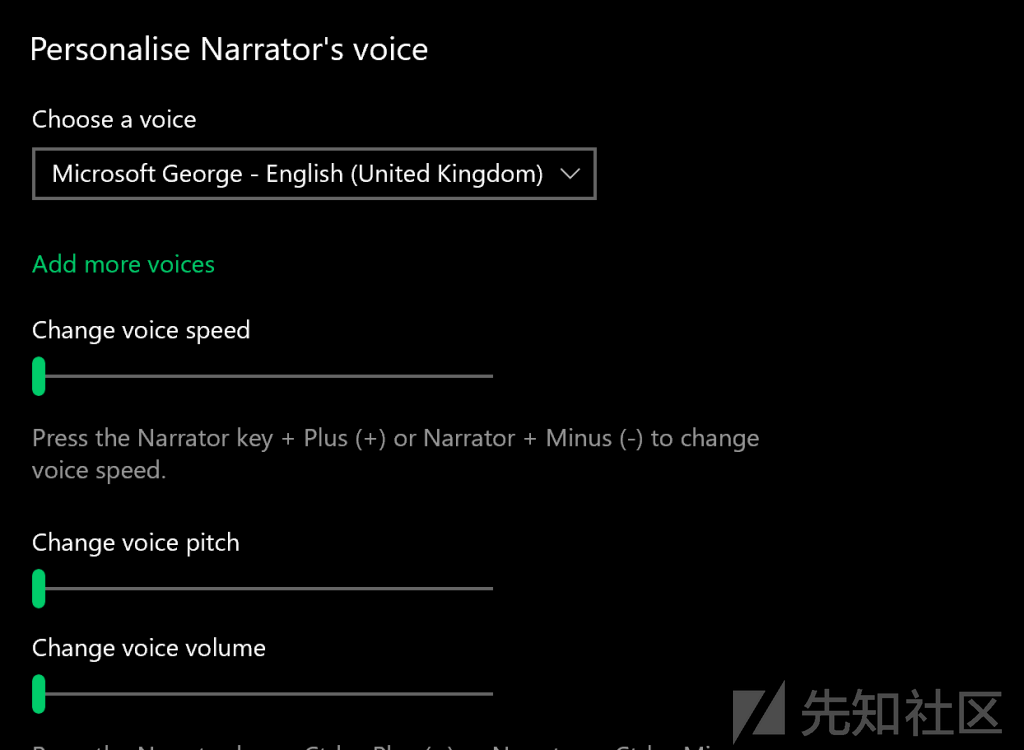 Personalise Narrator's voice
Choose a voice
Microsoft George - English (United Kingdom)
Add more voices
Change voice speed
Press the Narrator key + Plus (+) or Narrator + Minus (-) to change
voice speed.
Change voice pitch
Change voice volume
先知社区